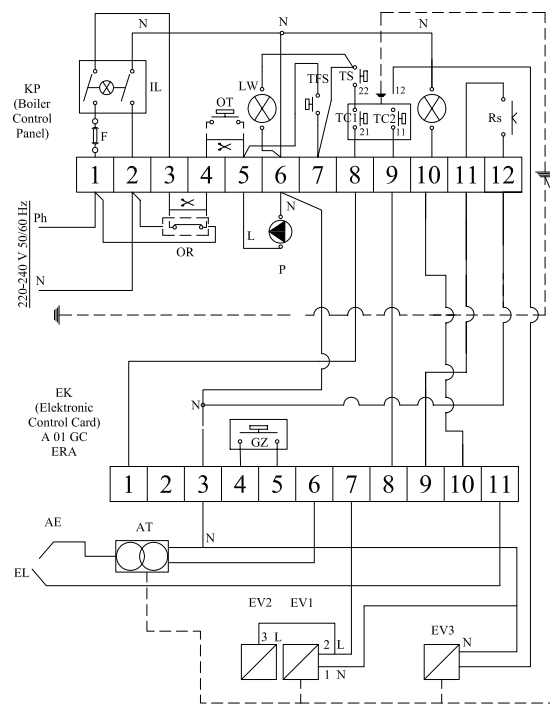 N
N
N
KP
(Boiler
Control
Panel)
IL
F
OT
LW
TFS
TS
22
12
TC1
TC2
21
11
Rs
1 2 3 4 5 6 7 8 9 10 11 12
Ph
N
220-240 V 50/60 Hz
OR
L
N
P
EK
(Elektronic
Control Card)
A 01 GC
ERA
N
GZ
1 2 3 4 5 6 7 8 9 10 11
AE
AT
N
EL
EV2 EV1
3 L
2 L
1 N
EV3
N